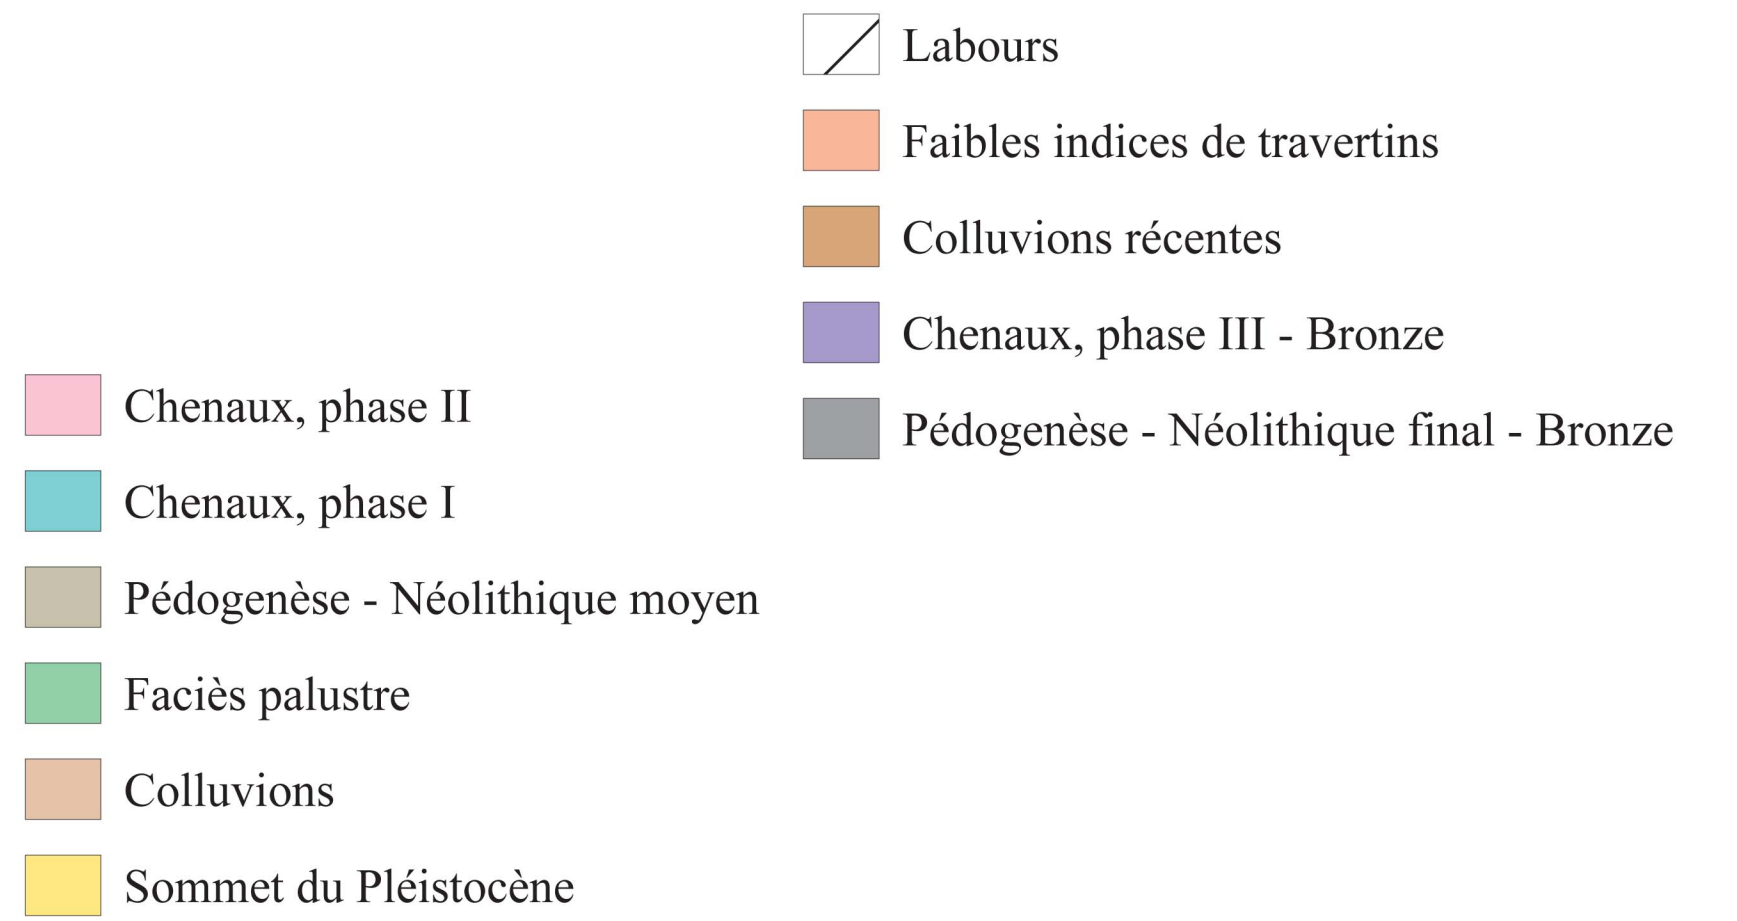 Labours
Faibles indices de travertins
Colluvions récentes
Chenaux, phase III - Bronze
Pédogenèse - Néolithique final - Bronze
Chenaux, phase II
Chenaux, phase I
Pédogenèse - Néolithique moyen
Faciès palustre
Colluvions
Sommet du Pléistocène